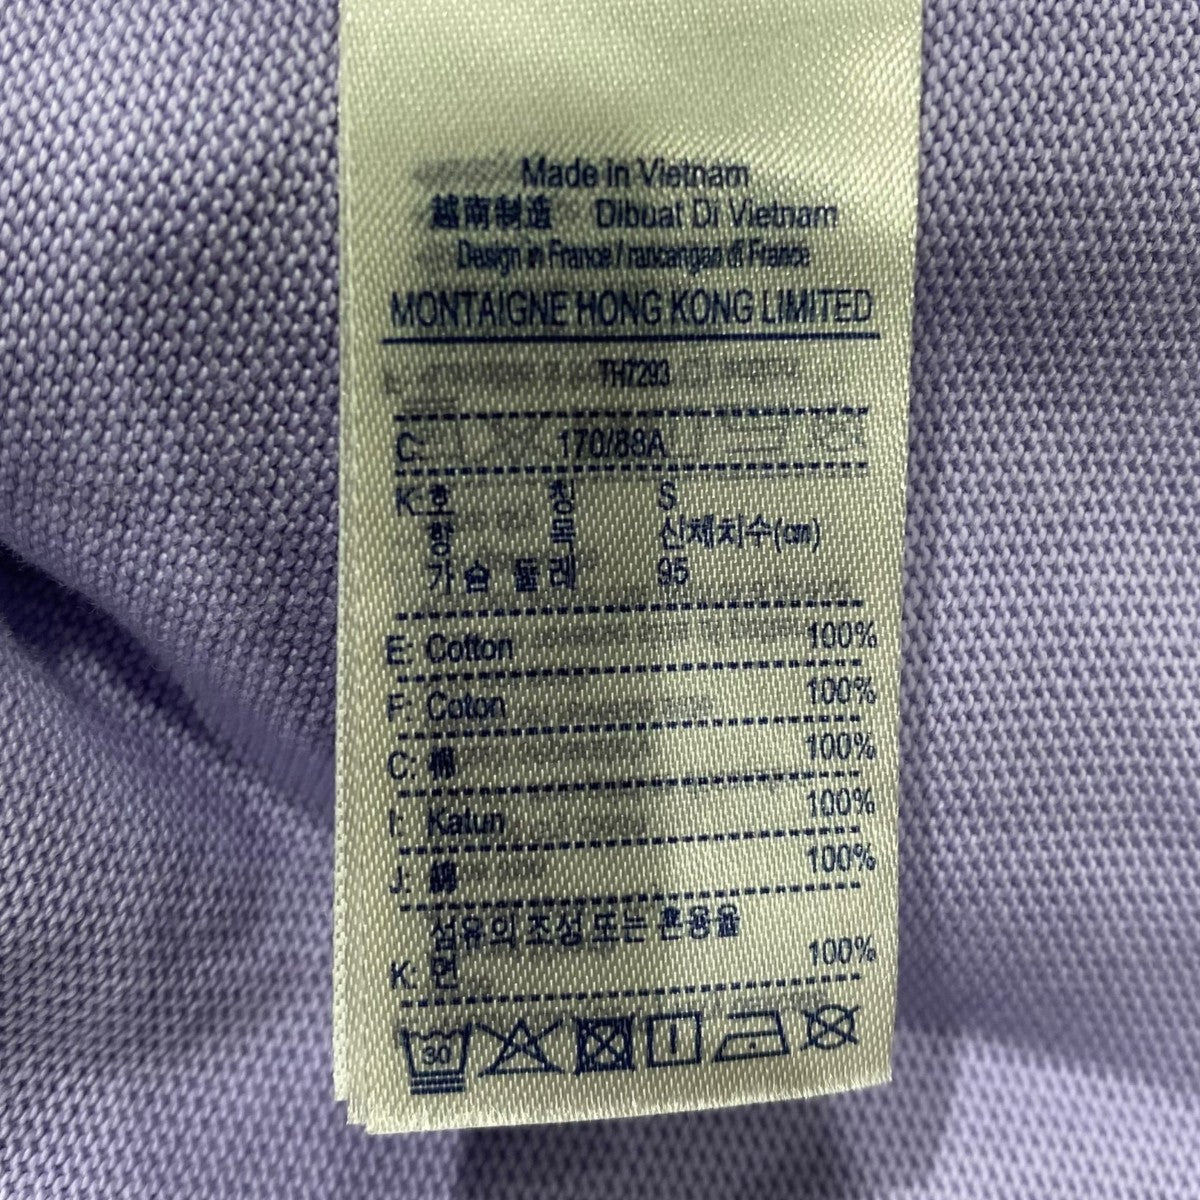 Made in Vietnam
越南制造 Dibuat Di Vietnam
Design in France / rancangan di France
MONTAIGNE HONG KONG LIMITED
TH7293
C: 170/88A
K: 호 칭 S
항 목 신체치수(cm)
가슴둘레 95
E: Cotton 100%
F: Coton 100%
C: 棉 100%
I: Katun 100%
J: 綿 100%
섬유의 조성 또는 혼용율
K: 면 100%
30